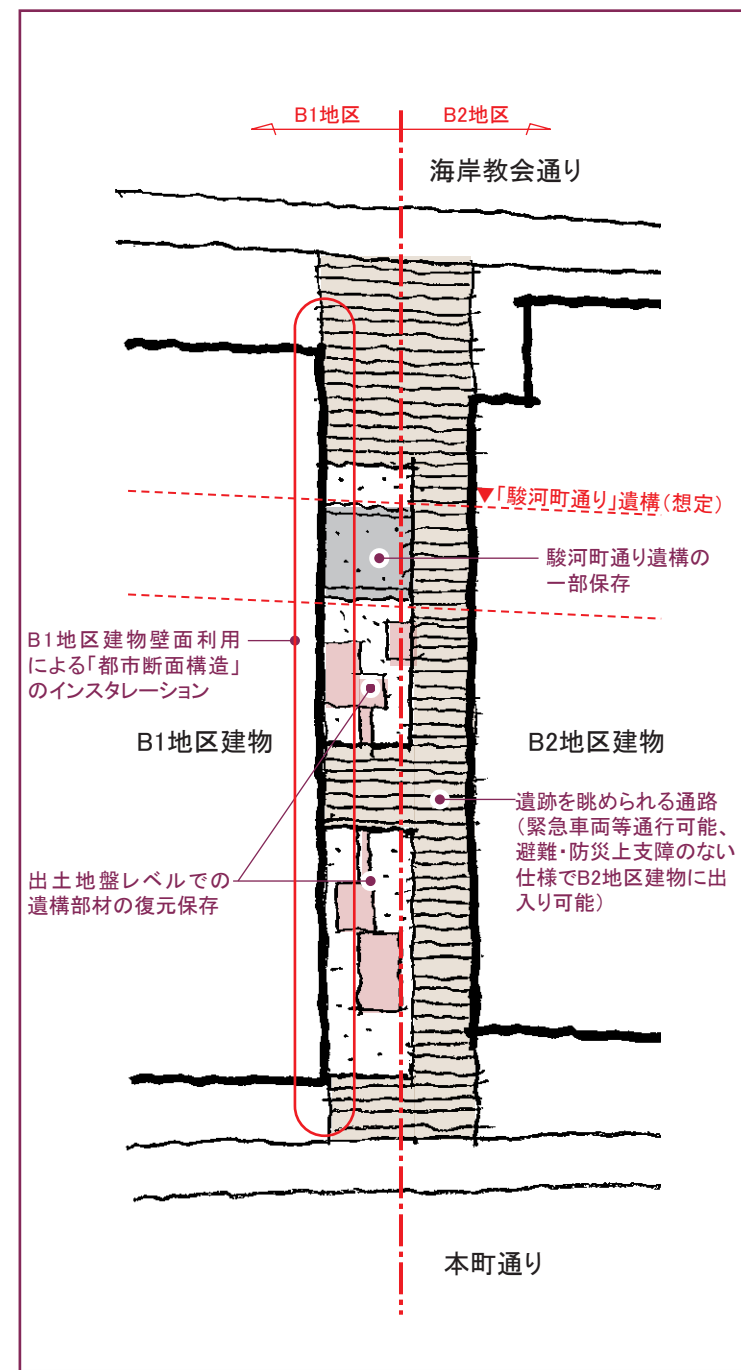 B1地区
B2地区
海岸教会通り
「駿河町通り」遺構(想定)
駿河町通り遺構の
一部保存
B1地区建物壁面利用
による「都市断面構造」
のインスタレーション
B1地区建物
B2地区建物
遺跡を眺められる通路
(緊急車両等通行可能、
避難・防災上支障のない
仕様でB2地区建物に出
入り可能)
出土地盤レベルでの
遺構部材の復元保存
本町通り